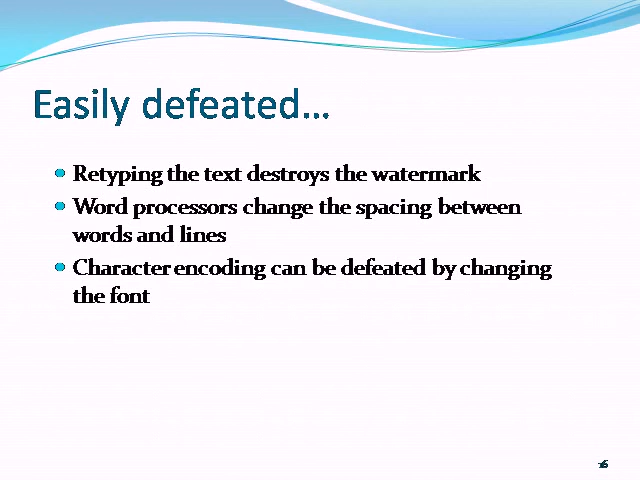 Easily defeated…
Retyping the text destroys the watermark
Word processors change the spacing between
words and lines
Character encoding can be defeated by changing
the font
16